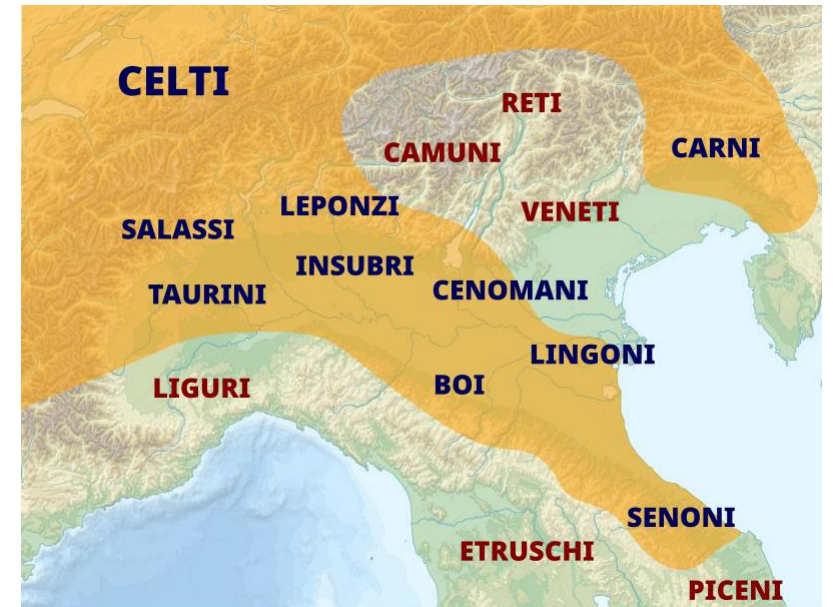 CELTI
RETI
CAMUNI
CARNI
LEPONZI
VENETI
SALASSI
INSUBRI
TAURINI
CENOMANI
LINGONI
LIGURI
BOI
SENONI
ETRUSCHI
PICENI